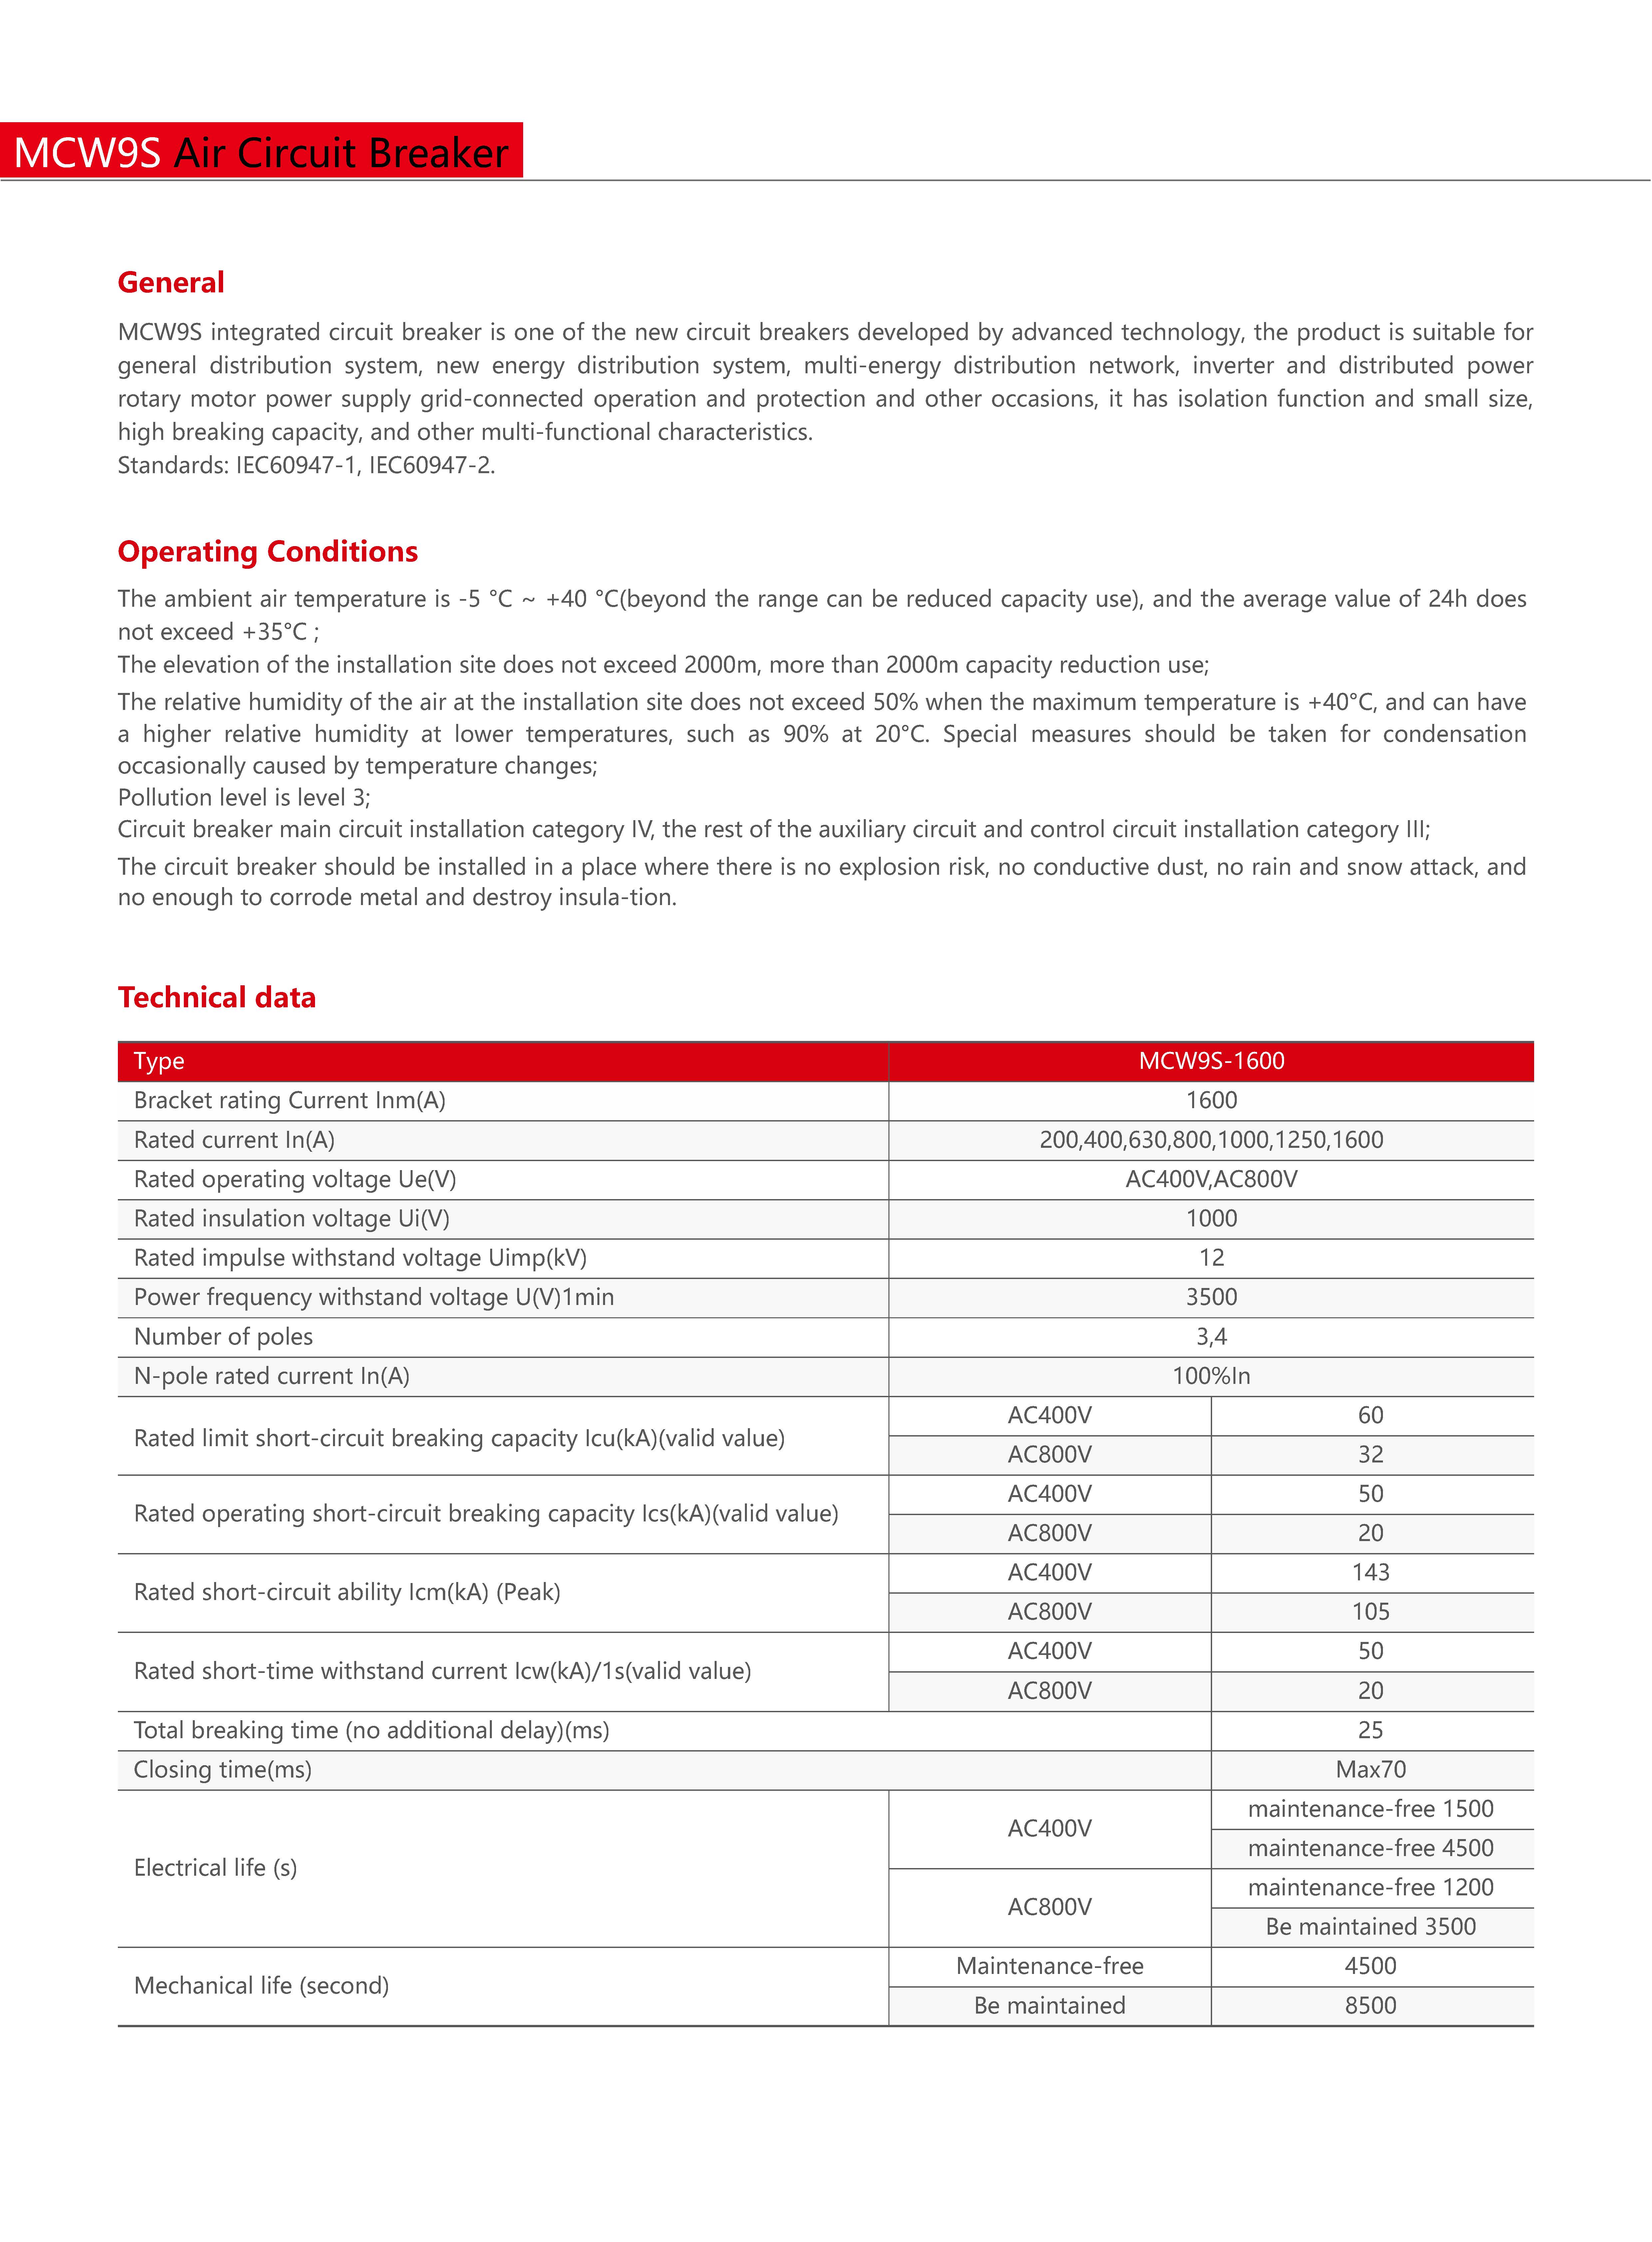 MCW9S Air Circuit Breaker
General
MCW9S integrated circuit breaker is one of the new circuit breakers developed by advanced technology, the product is suitable for
general distribution system, new energy distribution system, multi-energy distribution network, inverter and distributed power
rotary motor power supply grid-connected operation and protection and other occasions, it has isolation function and small size,
high breaking capacity, and other multi-functional characteristics.
Standards: IEC60947-1, IEC60947-2.
Operating Conditions
The ambient air temperature is -5 °C ~ +40 °C(beyond the range can be reduced capacity use), and the average value of 24h does
not exceed +35°C ;
The elevation of the installation site does not exceed 2000m, more than 2000m capacity reduction use;
The relative humidity of the air at the installation site does not exceed 50% when the maximum temperature is +40°C, and can have
a higher relative humidity at lower temperatures, such as 90% at 20°C. Special measures should be taken for condensation
occasionally caused by temperature changes;
Pollution level is level 3;
Circuit breaker main circuit installation category IV, the rest of the auxiliary circuit and control circuit installation category III;
The circuit breaker should be installed in a place where there is no explosion risk, no conductive dust, no rain and snow attack, and
no enough to corrode metal and destroy insula-tion.
Technical data
Type MCW9S-1600
Bracket rating Current Inm(A) 1600
Rated current In(A) 200,400,630,800,1000,1250,1600
Rated operating voltage Ue(V) AC400V,AC800V
Rated insulation voltage Ui(V) 1000
Rated impulse withstand voltage Uimp(kV) 12
Power frequency withstand voltage U(V)1min 3500
Number of poles 3,4
N-pole rated current In(A) 100%In
Rated limit short-circuit breaking capacity Icu(kA)(valid value) AC400V 60
AC800V 32
Rated operating short-circuit breaking capacity Ics(kA)(valid value) AC400V 50
AC800V 20
Rated short-circuit ability Icm(kA) (Peak) AC400V 143
AC800V 105
Rated short-time withstand current Icw(kA)/1s(valid value) AC400V 50
AC800V 20
Total breaking time (no additional delay)(ms) 25
Closing time(ms) Max70
Electrical life (s) AC400V maintenance-free 1500
maintenance-free 4500
AC800V maintenance-free 1200
Be maintained 3500
Mechanical life (second) Maintenance-free 4500
Be maintained 8500